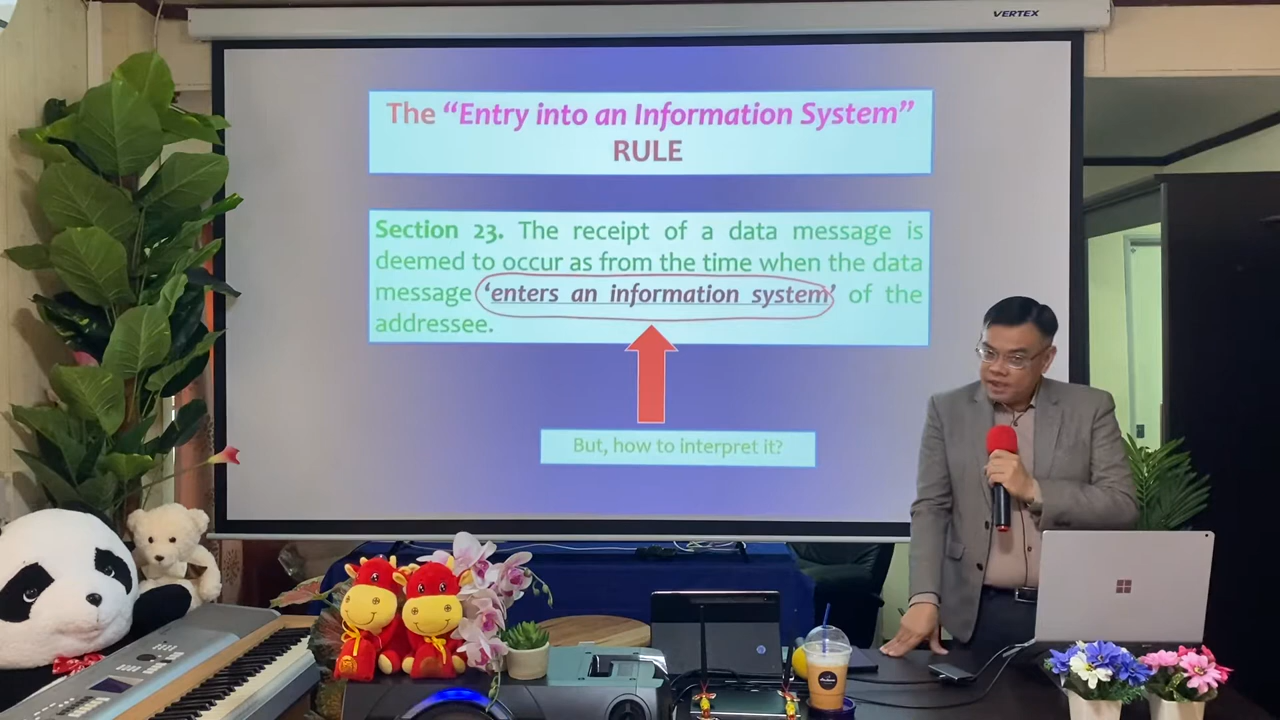 VERTEX
The “Entry into an Information System”
RULE
Section 23. The receipt of a data message is
deemed to occur as from the time when the data
message ‘enters an information system’ of the
addressee.
But, how to interpret it?